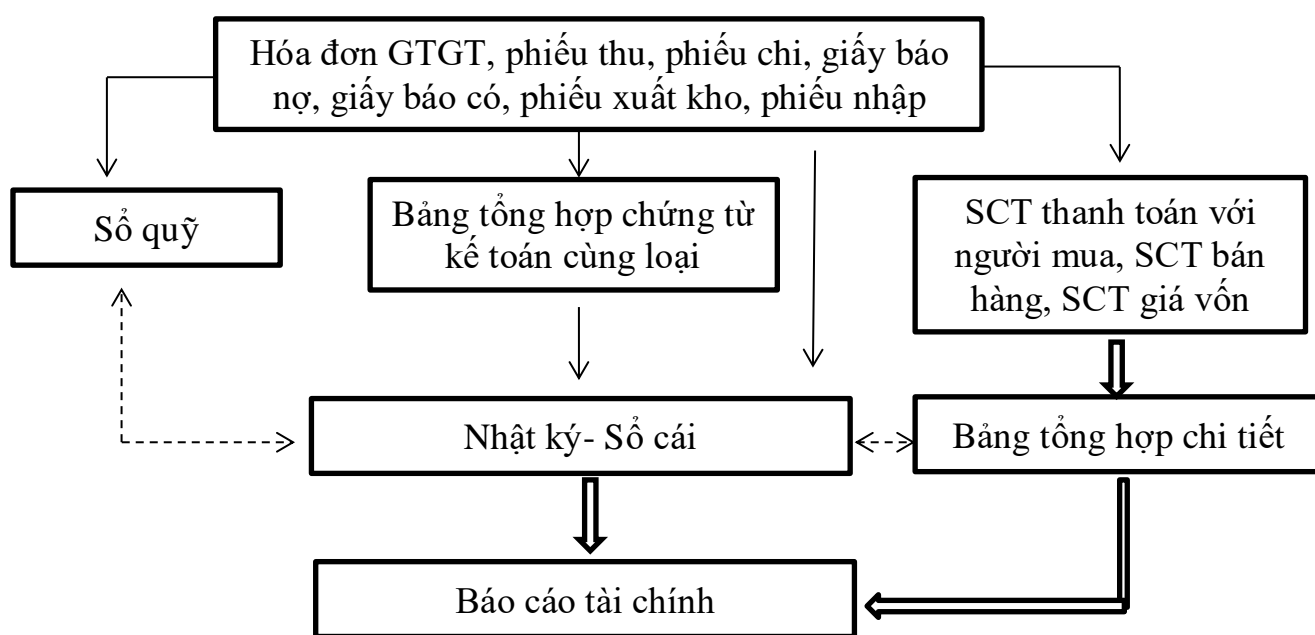 Hóa đơn GTGT, phiếu thu, phiếu chi, giấy báo
nợ, giấy báo có, phiếu xuất kho, phiếu nhập
Sổ quỹ
Bảng tổng hợp chứng từ
kế toán cùng loại
SCT thanh toán với
người mua, SCT bán
hàng, SCT giá vốn
Nhật ký- Sổ cái
Bảng tổng hợp chi tiết
Báo cáo tài chính